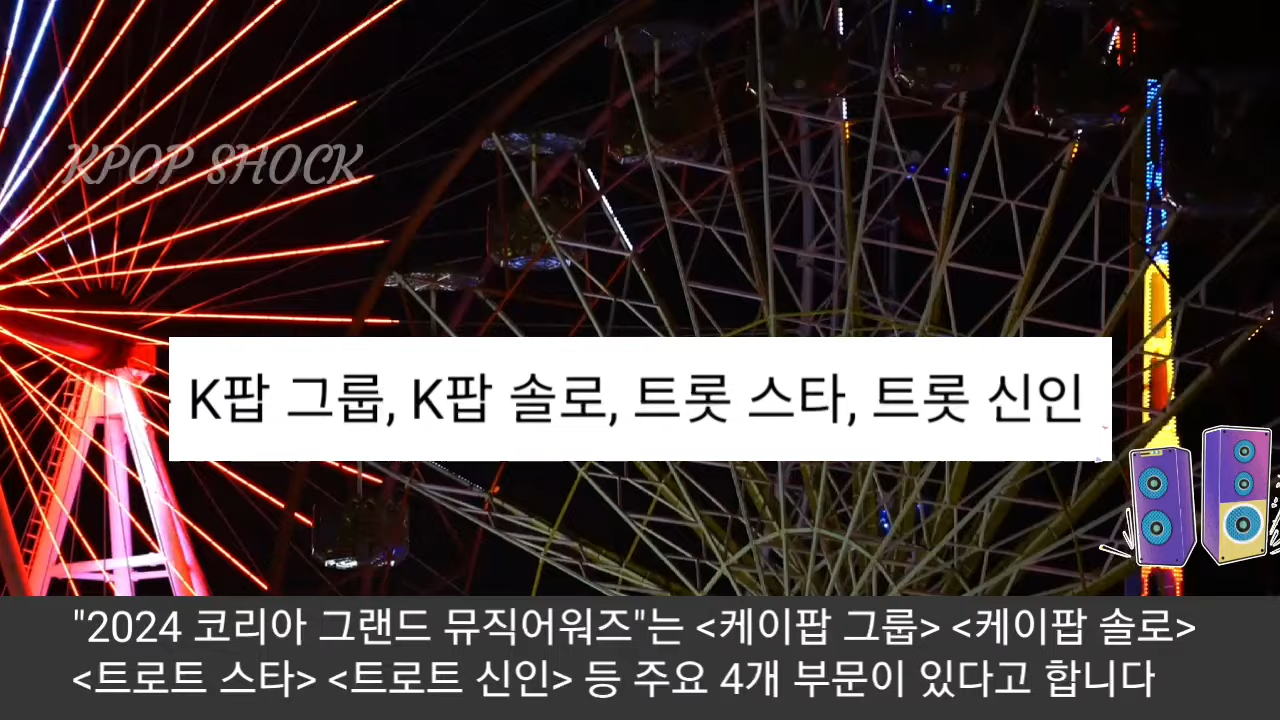 KPOP SHOCK
K팝 그룹, K팝 솔로, 트롯 스타, 트롯 신인
"2024 코리아 그랜드 뮤직어워즈"는 <케이팝 그룹> <케이팝 솔로>
<트로트 스타> <트로트 신인> 등 주요 4개 부문이 있다고 합니다